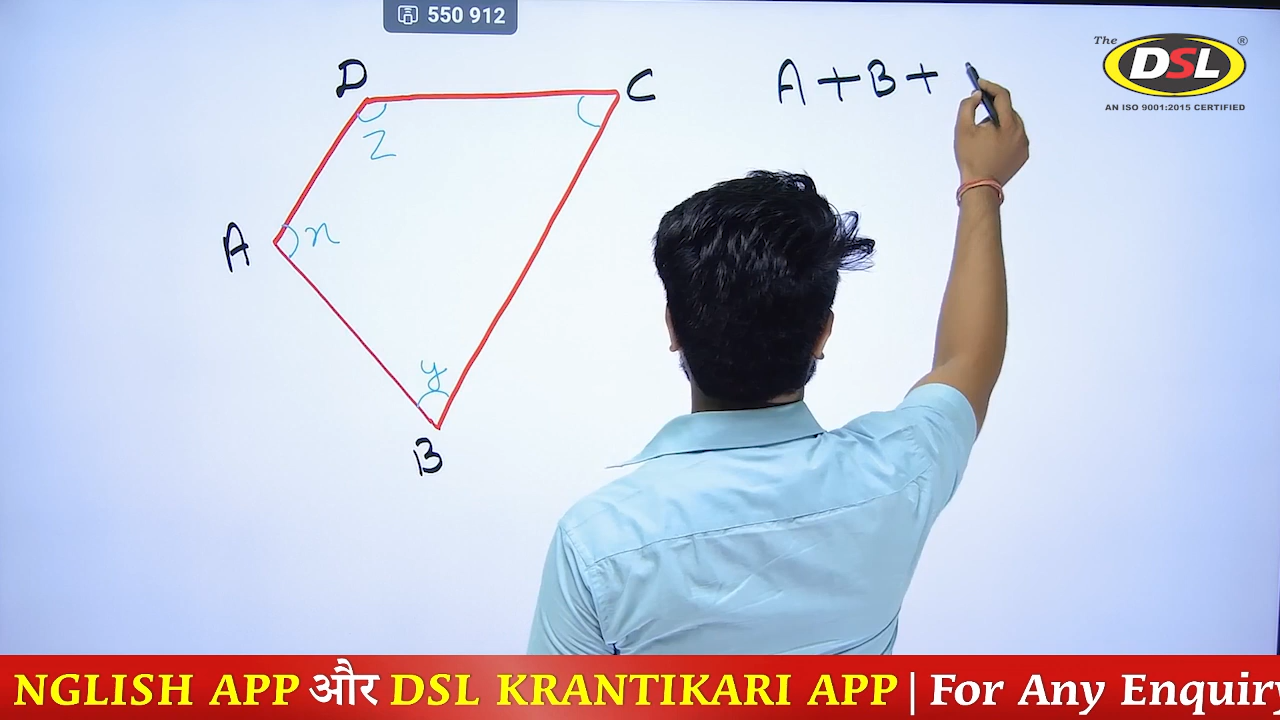 550 912
The DSL ®
AN ISO 9001:2015 CERTIFIED
A + B +
D
C
Z
A
x
y
B
NGLISH APP और DSL KRANTIKARI APP | For Any Enquiry